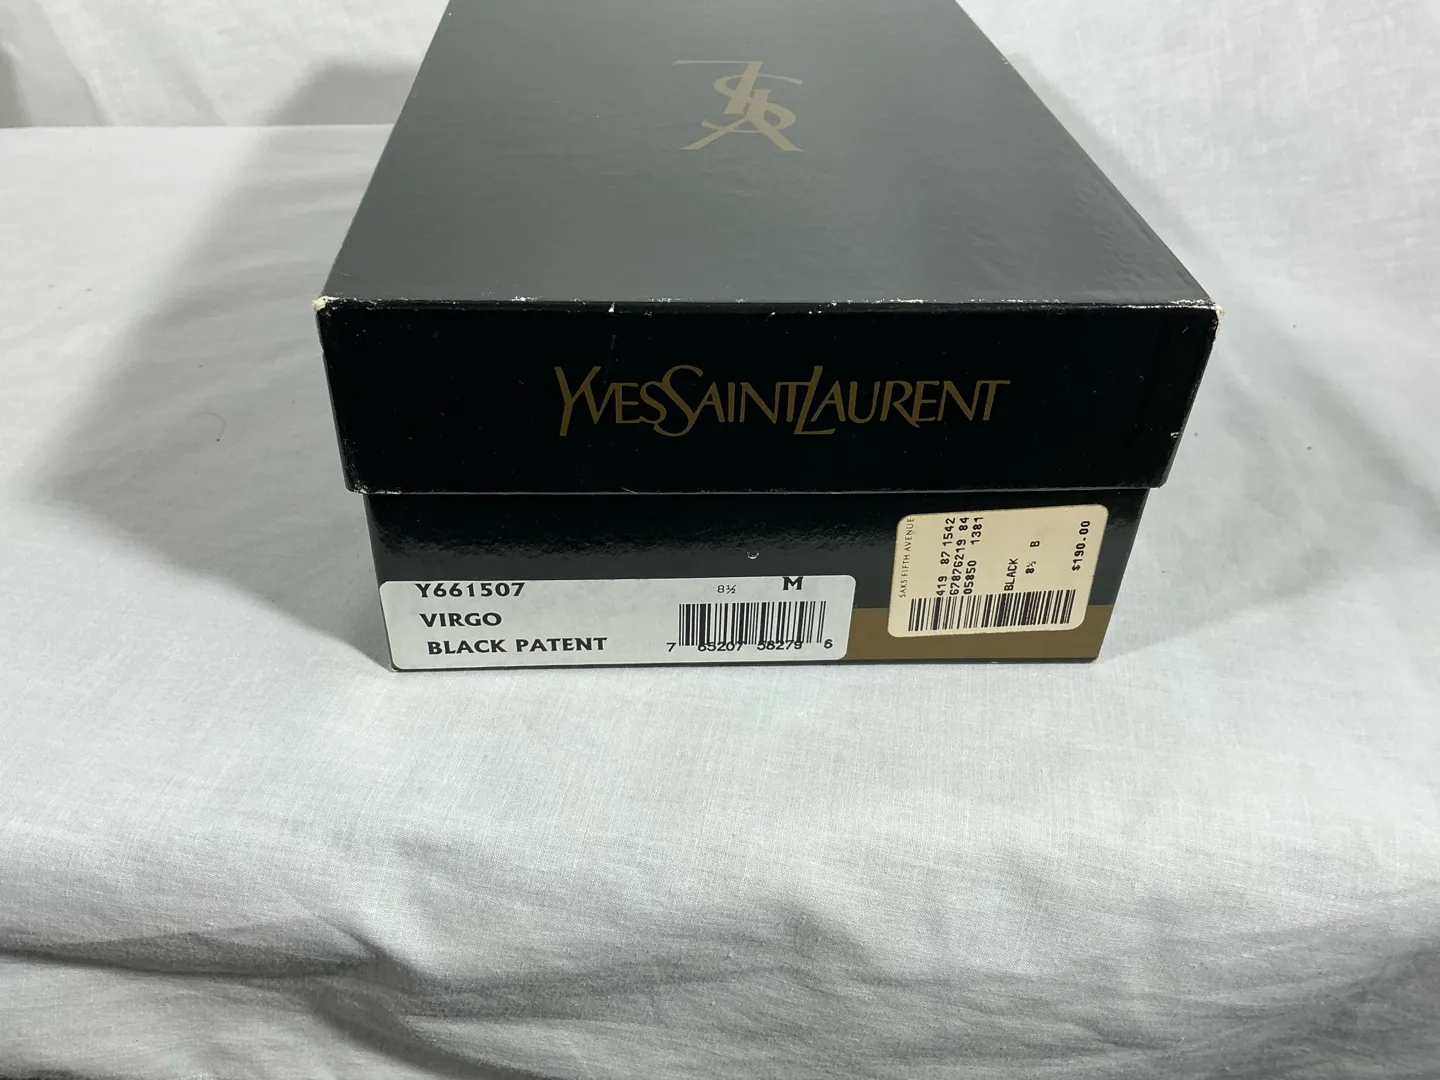 YSL
YVESSAINTLAURENT
Y661507
8½ M
VIRGO
BLACK PATENT
7 65207 58279 6
SAKS FIFTH AVENUE
419 87 1542
67876219 84
05850 1381
BLACK 8½ B
$190.00